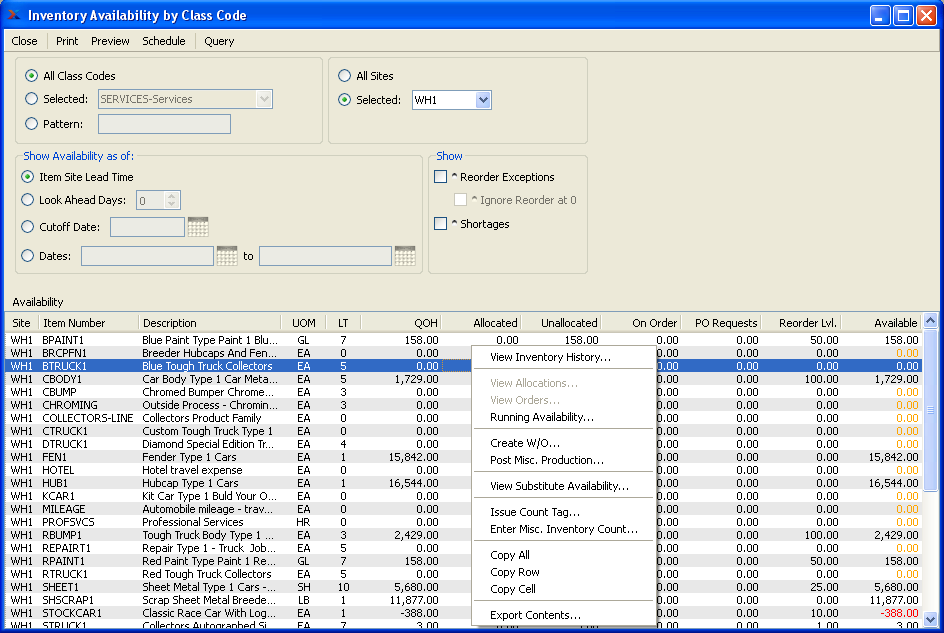 Inventory Availability by Class Code
Close Print Preview Schedule Query
All Class Codes
Selected: SERVICES-Services
Pattern:
All Sites
Selected: WH1
Show Availability as of:
Item Site Lead Time
Look Ahead Days: 0
Cutoff Date:
Dates: to
Show
^ Reorder Exceptions
^ Ignore Reorder at 0
^ Shortages
Availability
Site Item Number Description UOM LT QOH Allocated Unallocated On Order PO Requests Reorder Lvl. Available
WH1 BPAINT1 Blue Paint Type Paint 1 Blu... GL 7 158.00 0.00 158.00 0.00 0.00 50.00 158.00
WH1 BRCPFN1 Breeder Hubcaps And Fen... EA 0 0.00 0.00 0.00 0.00 0.00
WH1 BTRUCK1 Blue Tough Truck Collectors EA 5 0.00 0.00 0.00 0.00 0.00
WH1 CBODY1 Car Body Type 1 Car Meta... EA 5 1,729.00 0.00 0.00 100.00 1,729.00
WH1 CBUMP Chromed Bumper Chrome... EA 3 0.00 0.00 0.00 0.00 0.00
WH1 CHROMING Outside Process - Chromin... EA 3 0.00 0.00 0.00 0.00 0.00
WH1 COLLECTORS-LINE Collectors Product Family EA 0 0.00 0.00 0.00 0.00 0.00
WH1 CTRUCK1 Custom Tough Truck Type 1 EA 0 0.00 0.00 0.00 0.00 0.00
WH1 DTRUCK1 Diamond Special Edition Tr... EA 4 0.00 0.00 0.00 0.00 0.00
WH1 FEN1 Fender Type 1 Cars EA 1 15,842.00 0.00 0.00 0.00 15,842.00
WH1 HOTEL Hotel travel expense EA 0 0.00 0.00 0.00 0.00 0.00
WH1 HUB1 Hubcap Type 1 Cars EA 1 16,544.00 0.00 0.00 0.00 16,544.00
WH1 KCAR1 Kit Car Type 1 Buld Your O... EA 0 0.00 0.00 0.00 0.00 0.00
WH1 MILEAGE Automobile mileage - trav... EA 0 0.00 0.00 0.00 0.00 0.00
WH1 PROFSVCS Professional Services HR 0 0.00 0.00 0.00 0.00 0.00
WH1 RBUMP1 Tough Truck Body Type 1 ... EA 3 2,429.00 0.00 0.00 100.00 2,429.00
WH1 REPAIRT1 Repair Type 1 - Truck Job... EA 5 0.00 0.00 0.00 0.00 0.00
WH1 RPAINT1 Red Paint Type Paint 1 Re... GL 7 158.00 0.00 0.00 50.00 158.00
WH1 RTRUCK1 Red Tough Truck Collectors EA 5 0.00 0.00 0.00 0.00 0.00
WH1 SHEET1 Sheet Metal Type 1 Cars -... SH 10 5,680.00 0.00 0.00 25.00 5,680.00
WH1 SHSCRAP1 Scrap Sheet Metal Breede... LB 1 11,877.00 0.00 0.00 0.00 11,877.00
WH1 STOCKCAR1 Classic Race Car With Log... EA 1 -388.00 0.00 0.00 10.00 -388.00
WH1 STRUCK1 Collectors Autographed Si... EA 7 3.00 0.00 0.00 1.00 3.00
View Inventory History...
View Allocations...
View Orders...
Running Availability...
Create W/O...
Post Misc. Production...
View Substitute Availability...
Issue Count Tag...
Enter Misc. Inventory Count...
Copy All
Copy Row
Copy Cell
Export Contents...